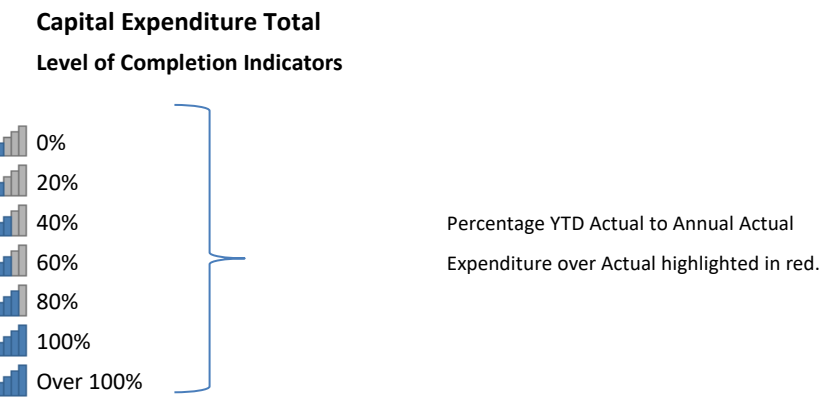 Capital Expenditure Total
Level of Completion Indicators
0%
20%
40%
60%
80%
100%
Over 100%
Percentage YTD Actual to Annual Actual
Expenditure over Actual highlighted in red.